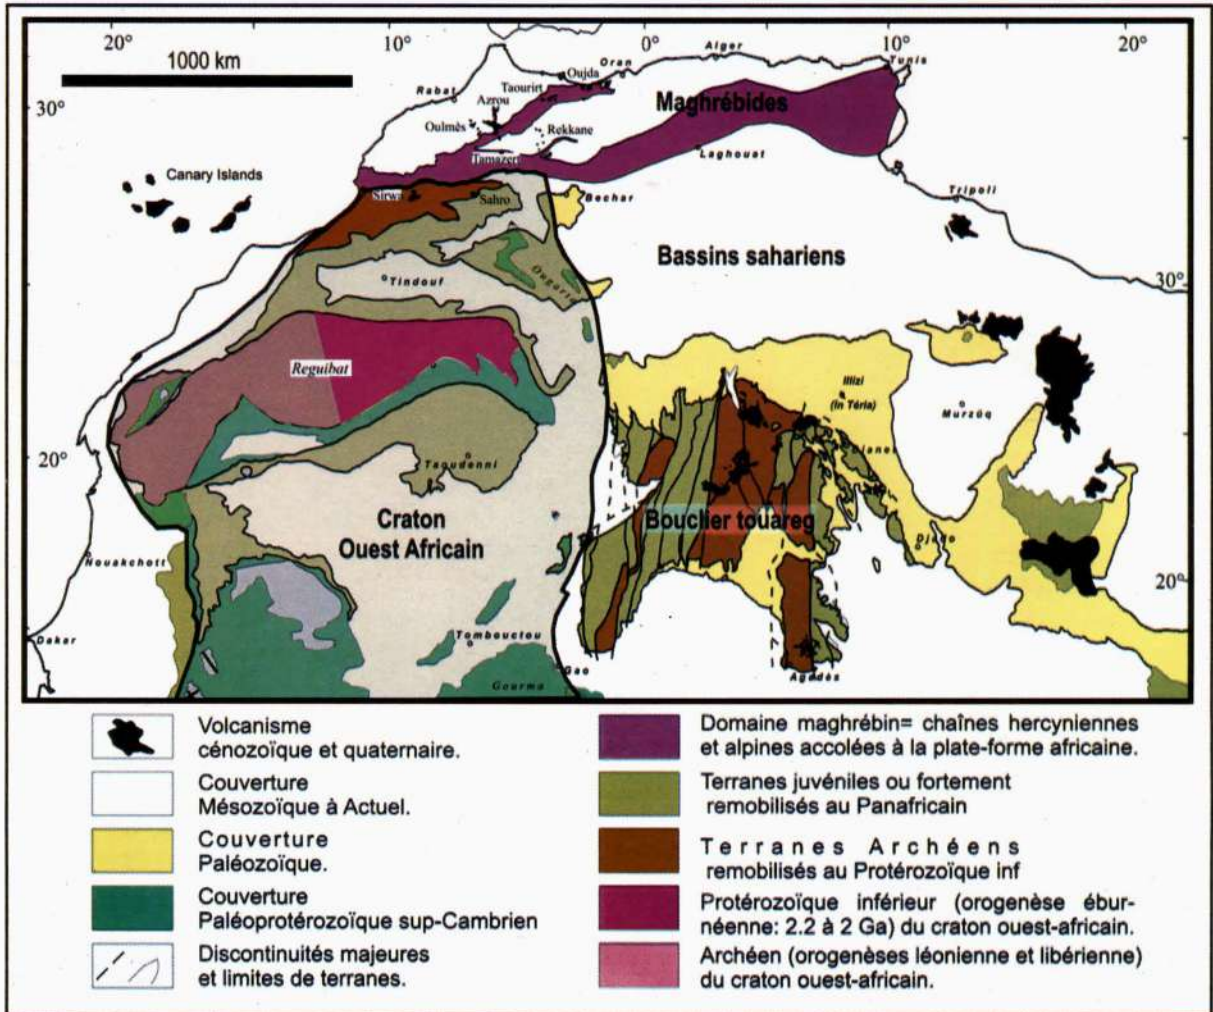 20°
10°
0°
10°
20°
1000 km
Alger
Oran
Oujda
Tunis
Taourirt
Rabat
Azrou
Maghrébides
30°
Oulmès
Rekkane
Tamazert
Laghouat
Canary Islands
Sirwa
Sahro
Bechar
Tripoli
Bassins sahariens
Tindouf
Ougarta
30°
Reguibat
Illizi
(In Téria)
Murzûq
20°
Taoudenni
Djanet
Craton
Ouest Africain
Bouclier touareg
Djado
Nouakchott
20°
Dakar
Tombouctou
Gao
Gourma
Agadès
Volcanisme
cénozoïque et quaternaire.
Couverture
Mésozoïque à Actuel.
Couverture
Paléozoïque.
Couverture
Paléoprotérozoïque sup-Cambrien
Discontinuités majeures
et limites de terranes.
Domaine maghrébin= chaînes hercyniennes
et alpines accolées à la plate-forme africaine.
Terranes juvéniles ou fortement
remobilisés au Panafricain
Terranes Archéens
remobilisés au Protérozoïque inf
Protérozoïque inférieur (orogenèse ébur-
néenne: 2.2 à 2 Ga) du craton ouest-africain.
Archéen (orogenèses léonienne et libérienne)
du craton ouest-africain.